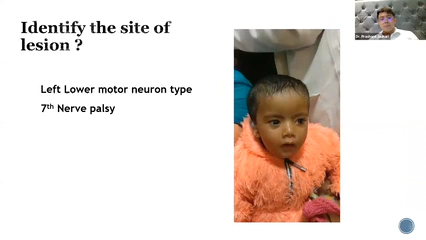 Identify the site of
lesion ?
Left Lower motor neuron type
7th Nerve palsy